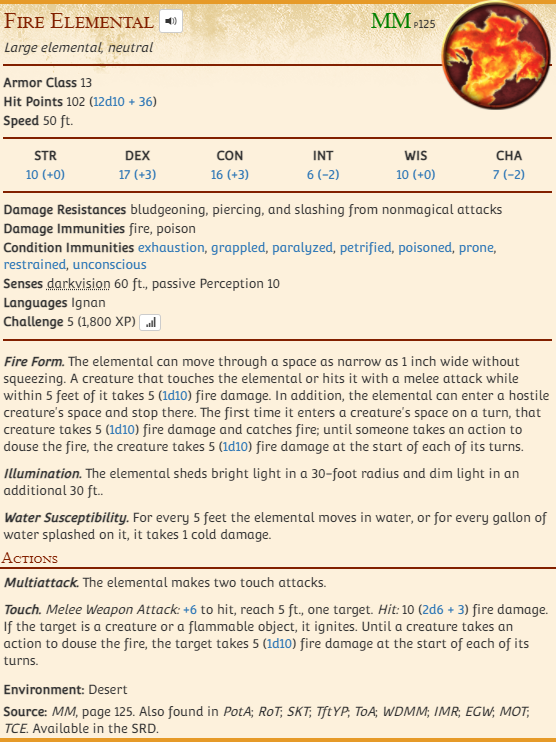 Fire Elemental MM P125
Large elemental, neutral
Armor Class 13
Hit Points 102 (12d10 + 36)
Speed 50 ft.
STR DEX CON INT WIS CHA
10 (+0) 17 (+3) 16 (+3) 6 (−2) 10 (+0) 7 (−2)
Damage Resistances bludgeoning, piercing, and slashing from nonmagical attacks
Damage Immunities fire, poison
Condition Immunities exhaustion, grappled, paralyzed, petrified, poisoned, prone,
restrained, unconscious
Senses darkvision 60 ft., passive Perception 10
Languages Ignan
Challenge 5 (1,800 XP)
Fire Form. The elemental can move through a space as narrow as 1 inch wide without
squeezing. A creature that touches the elemental or hits it with a melee attack while
within 5 feet of it takes 5 (1d10) fire damage. In addition, the elemental can enter a hostile
creature's space and stop there. The first time it enters a creature's space on a turn, that
creature takes 5 (1d10) fire damage and catches fire; until someone takes an action to
douse the fire, the creature takes 5 (1d10) fire damage at the start of each of its turns.
Illumination. The elemental sheds bright light in a 30-foot radius and dim light in an
additional 30 ft..
Water Susceptibility. For every 5 feet the elemental moves in water, or for every gallon of
water splashed on it, it takes 1 cold damage.
Actions
Multiattack. The elemental makes two touch attacks.
Touch. Melee Weapon Attack: +6 to hit, reach 5 ft., one target. Hit: 10 (2d6 + 3) fire damage.
If the target is a creature or a flammable object, it ignites. Until a creature takes an
action to douse the fire, the target takes 5 (1d10) fire damage at the start of each of its
turns.
Environment: Desert
Source: MM, page 125. Also found in PotA; RoT; SKT; TftYP; ToA; WDMM; IMR; EGW; MOT;
TCE. Available in the SRD.